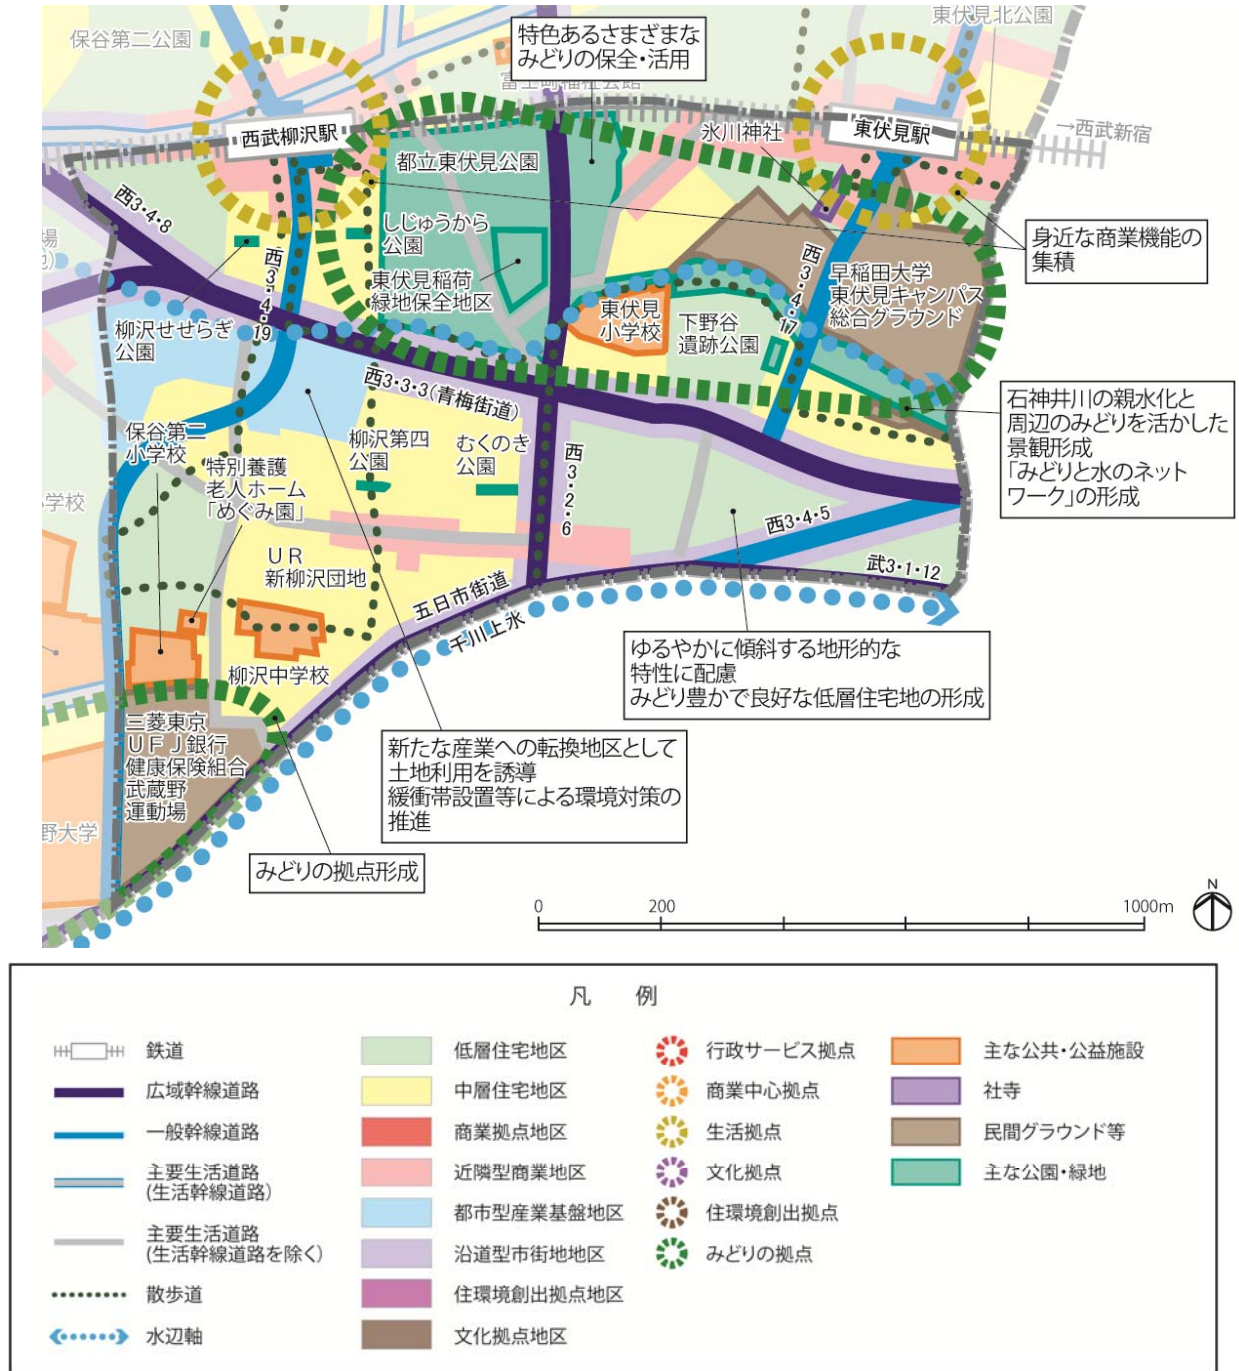 保谷第二公園
東伏見北公園
特色あるさまざまな
みどりの保全・活用
富士町福祉会館
西武柳沢駅
東伏見駅
氷川神社
→西武新宿
都立東伏見公園
西3・4・8
しじゅうから
公園
身近な商業機能の
集積
西3・4・19
東伏見稲荷
緑地保全地区
西3・4・17
早稲田大学
東伏見キャンパス
総合グラウンド
東伏見
小学校
下野谷
遺跡公園
柳沢せせらぎ
公園
西3・3・3(青梅街道)
石神井川の親水化と
周辺のみどりを活かした
景観形成
「みどりと水のネット
ワーク」の形成
保谷第二
小学校
柳沢第四
公園
むくのき
公園
西3・2・6
特別養護
老人ホーム
「めぐみ園」
小学校
西3・4・5
UR
新柳沢団地
武3・1・12
五日市街道
千川上水
ゆるやかに傾斜する地形的な
特性に配慮
みどり豊かで良好な低層住宅地の形成
柳沢中学校
三菱東京
UFJ銀行
健康保険組合
武蔵野
運動場
新たな産業への転換地区として
土地利用を誘導
緩衝帯設置等による環境対策の
推進
野大学
みどりの拠点形成
0 200 1000m
N
凡 例
鉄道
広域幹線道路
一般幹線道路
主要生活道路
(生活幹線道路)
主要生活道路
(生活幹線道路を除く)
散歩道
水辺軸
低層住宅地区
中層住宅地区
商業拠点地区
近隣型商業地区
都市型産業基盤地区
沿道型市街地地区
住環境創出拠点地区
文化拠点地区
行政サービス拠点
商業中心拠点
生活拠点
文化拠点
住環境創出拠点
みどりの拠点
主な公共・公益施設
社寺
民間グラウンド等
主な公園・緑地